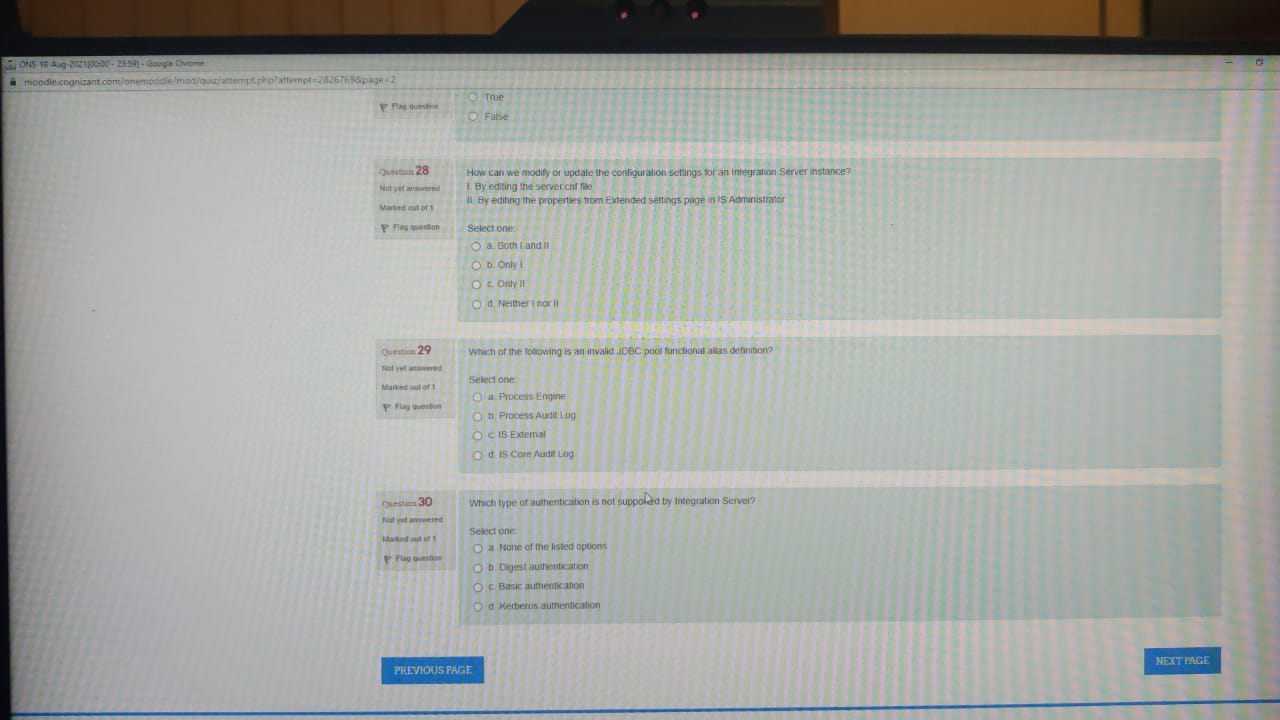 ONS-18-Aug-2021[00:00 - 23:59] - Google Chrome
moodle.cognizant.com/onemoodle/mod/quiz/attempt.php?attempt=2826769&page=2
True
Flag question
False
Question 28
Not yet answered
Marked out of 1
Flag question
How can we modify or update the configuration settings for an Integration Server instance?
I. By editing the server.cnf file
II. By editing the properties from Extended settings page in IS Administrator
Select one:
a. Both I and II
b. Only I
c. Only II
d. Neither I nor II
Question 29
Not yet answered
Marked out of 1
Flag question
Which of the following is an invalid JDBC pool functional alias definition?
Select one:
a. Process Engine
b. Process Audit Log
c. IS External
d. IS Core Audit Log
Question 30
Not yet answered
Marked out of 1
Flag question
Which type of authentication is not supported by Integration Server?
Select one:
a. None of the listed options
b. Digest authentication
c. Basic authentication
d. Kerberos authentication
PREVIOUS PAGE
NEXT PAGE